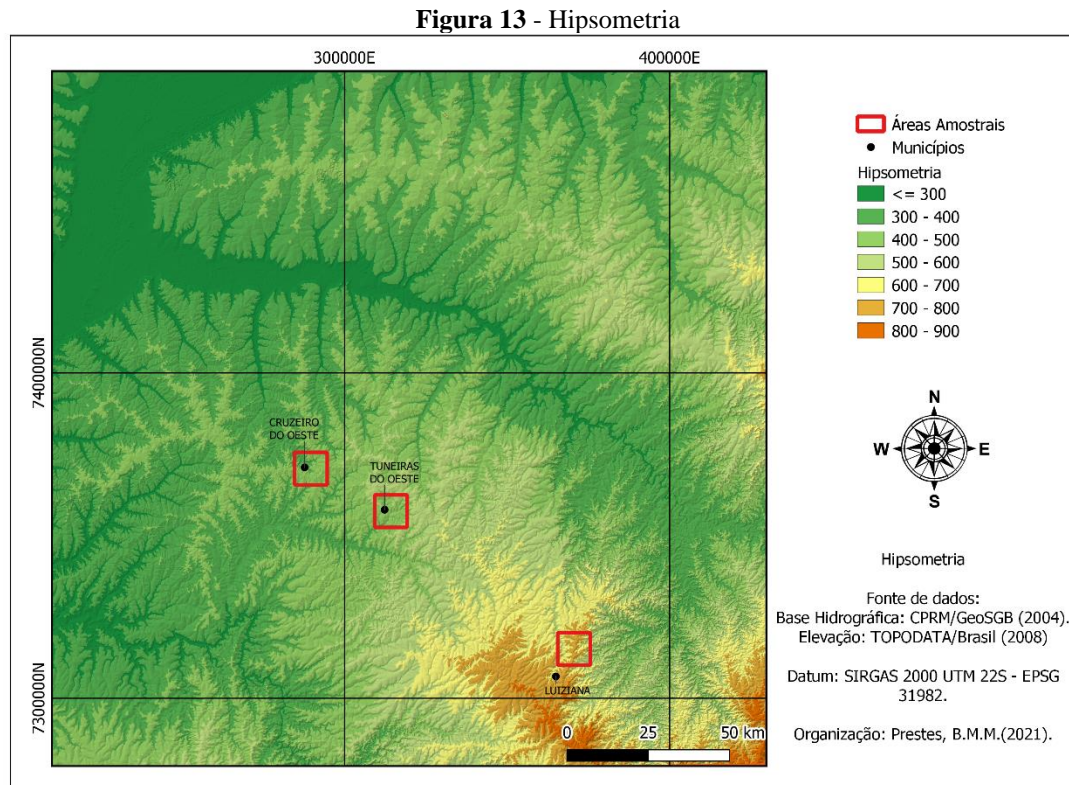 Figura 13 - Hipsometria
300000E
400000E
7400000N
7300000N
CRUZEIRO
DO OESTE
TUNEIRAS
DO OESTE
LUIZIANA
0 25 50 km
Áreas Amostrais
Municípios
Hipsometria
<= 300
300 - 400
400 - 500
500 - 600
600 - 700
700 - 800
800 - 900
N
W E
S
Hipsometria
Fonte de dados:
Base Hidrográfica: CPRM/GeoSGB (2004).
Elevação: TOPODATA/Brasil (2008)
Datum: SIRGAS 2000 UTM 22S - EPSG
31982.
Organização: Prestes, B.M.M.(2021).